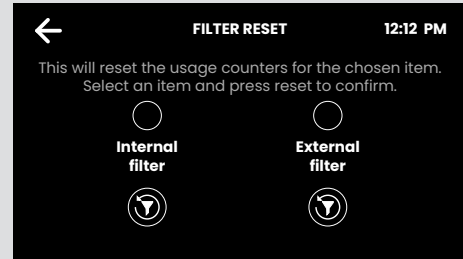 FILTER RESET 12:12 PM
This will reset the usage counters for the chosen item.
Select an item and press reset to confirm.
Internal External
filter filter